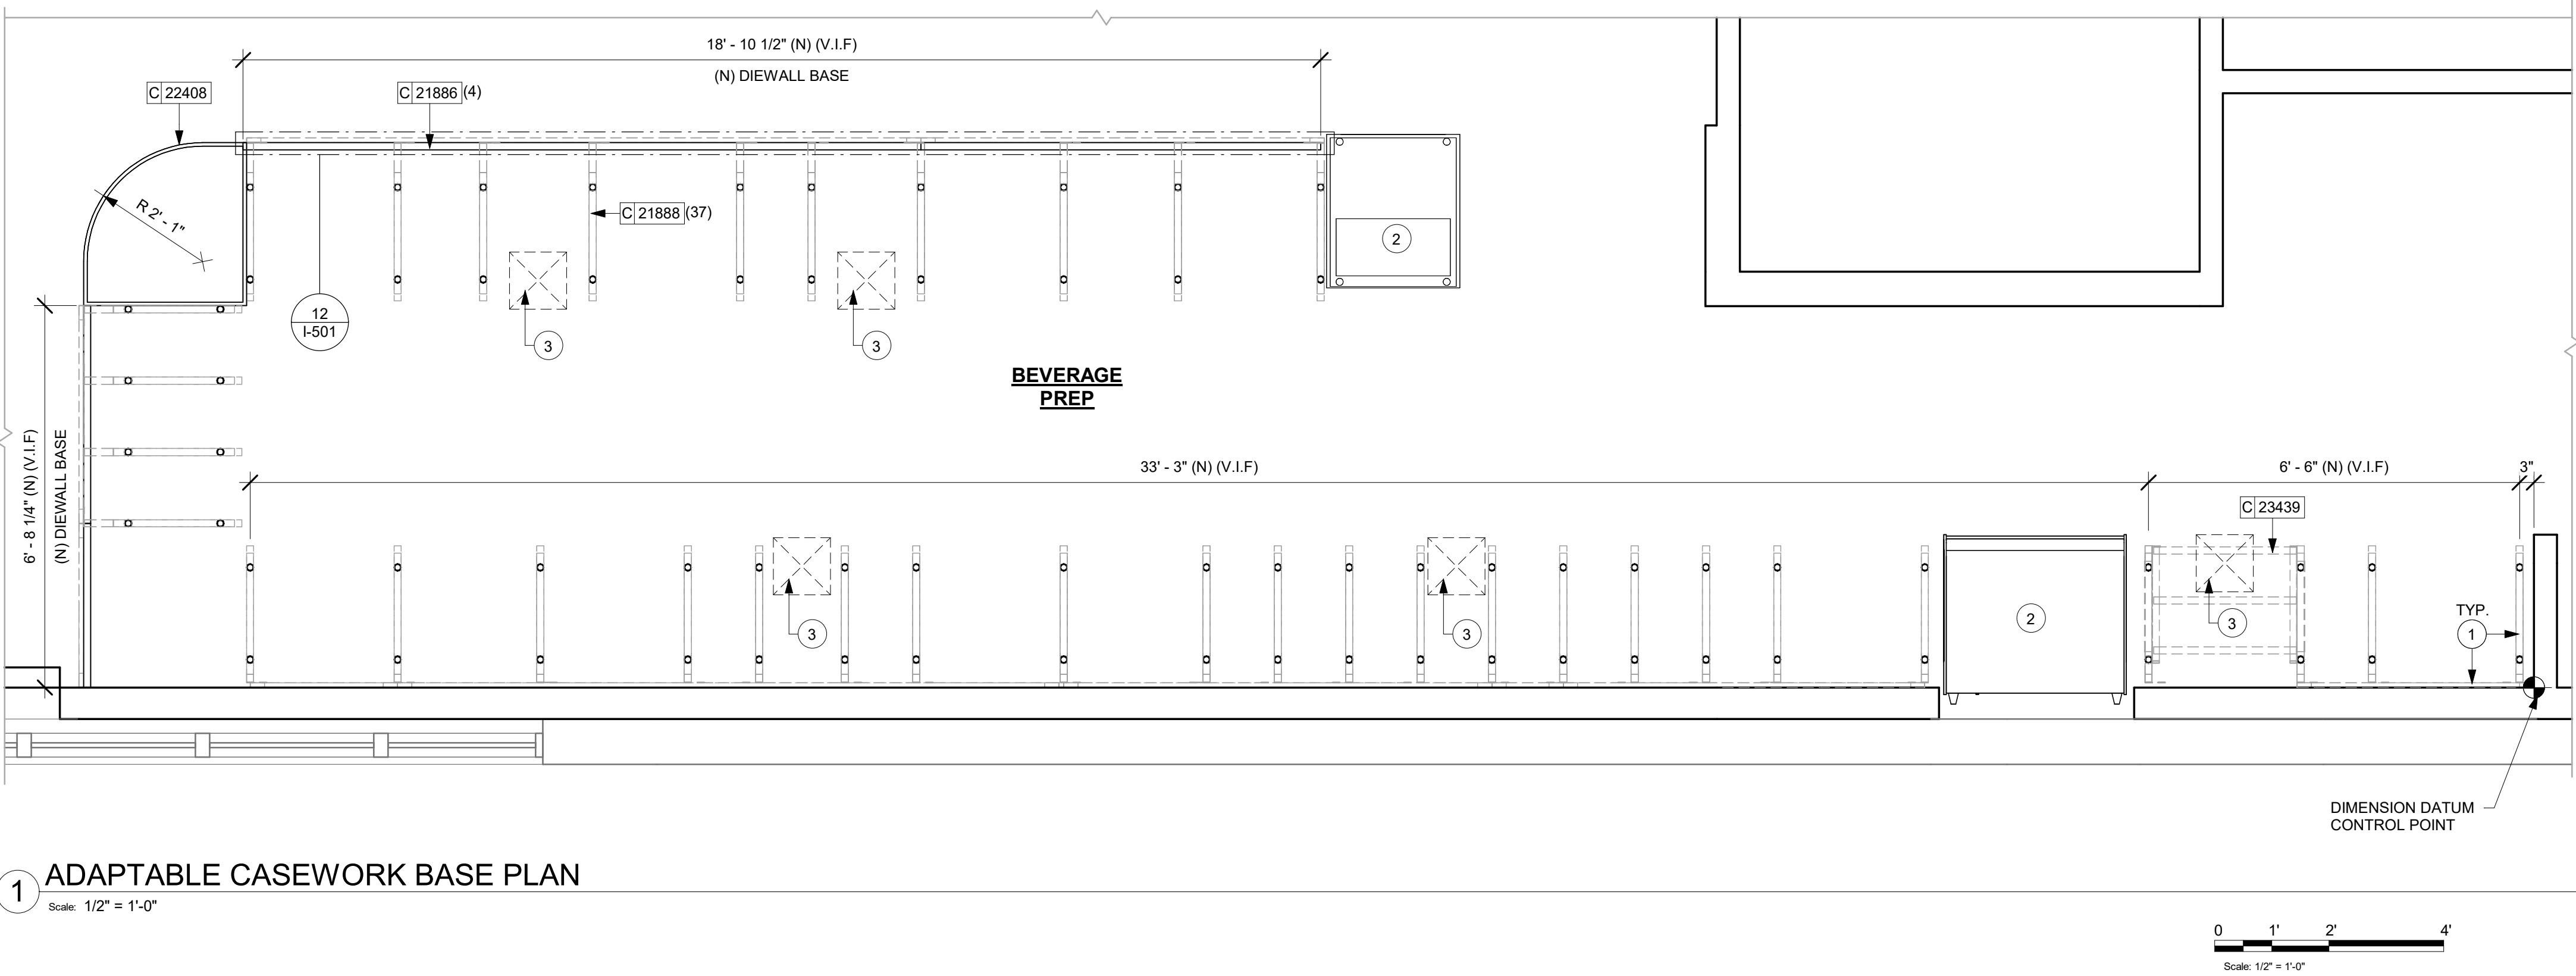 18' - 10 1/2" (N) (V.I.F)
(N) DIEWALL BASE
C 22408
C 21886 (4)
R 2' - 1"
C 21888 (37)
2
12
I-501
3
3
BEVERAGE
PREP
6' - 8 1/4" (N) (V.I.F)
(N) DIEWALL BASE
33' - 3" (N) (V.I.F)
6' - 6" (N) (V.I.F)
3"
C 23439
3
3
2
3
TYP.
1
DIMENSION DATUM
CONTROL POINT
1
ADAPTABLE CASEWORK BASE PLAN
Scale: 1/2" = 1'-0"
0 1' 2' 4'
Scale: 1/2" = 1'-0"